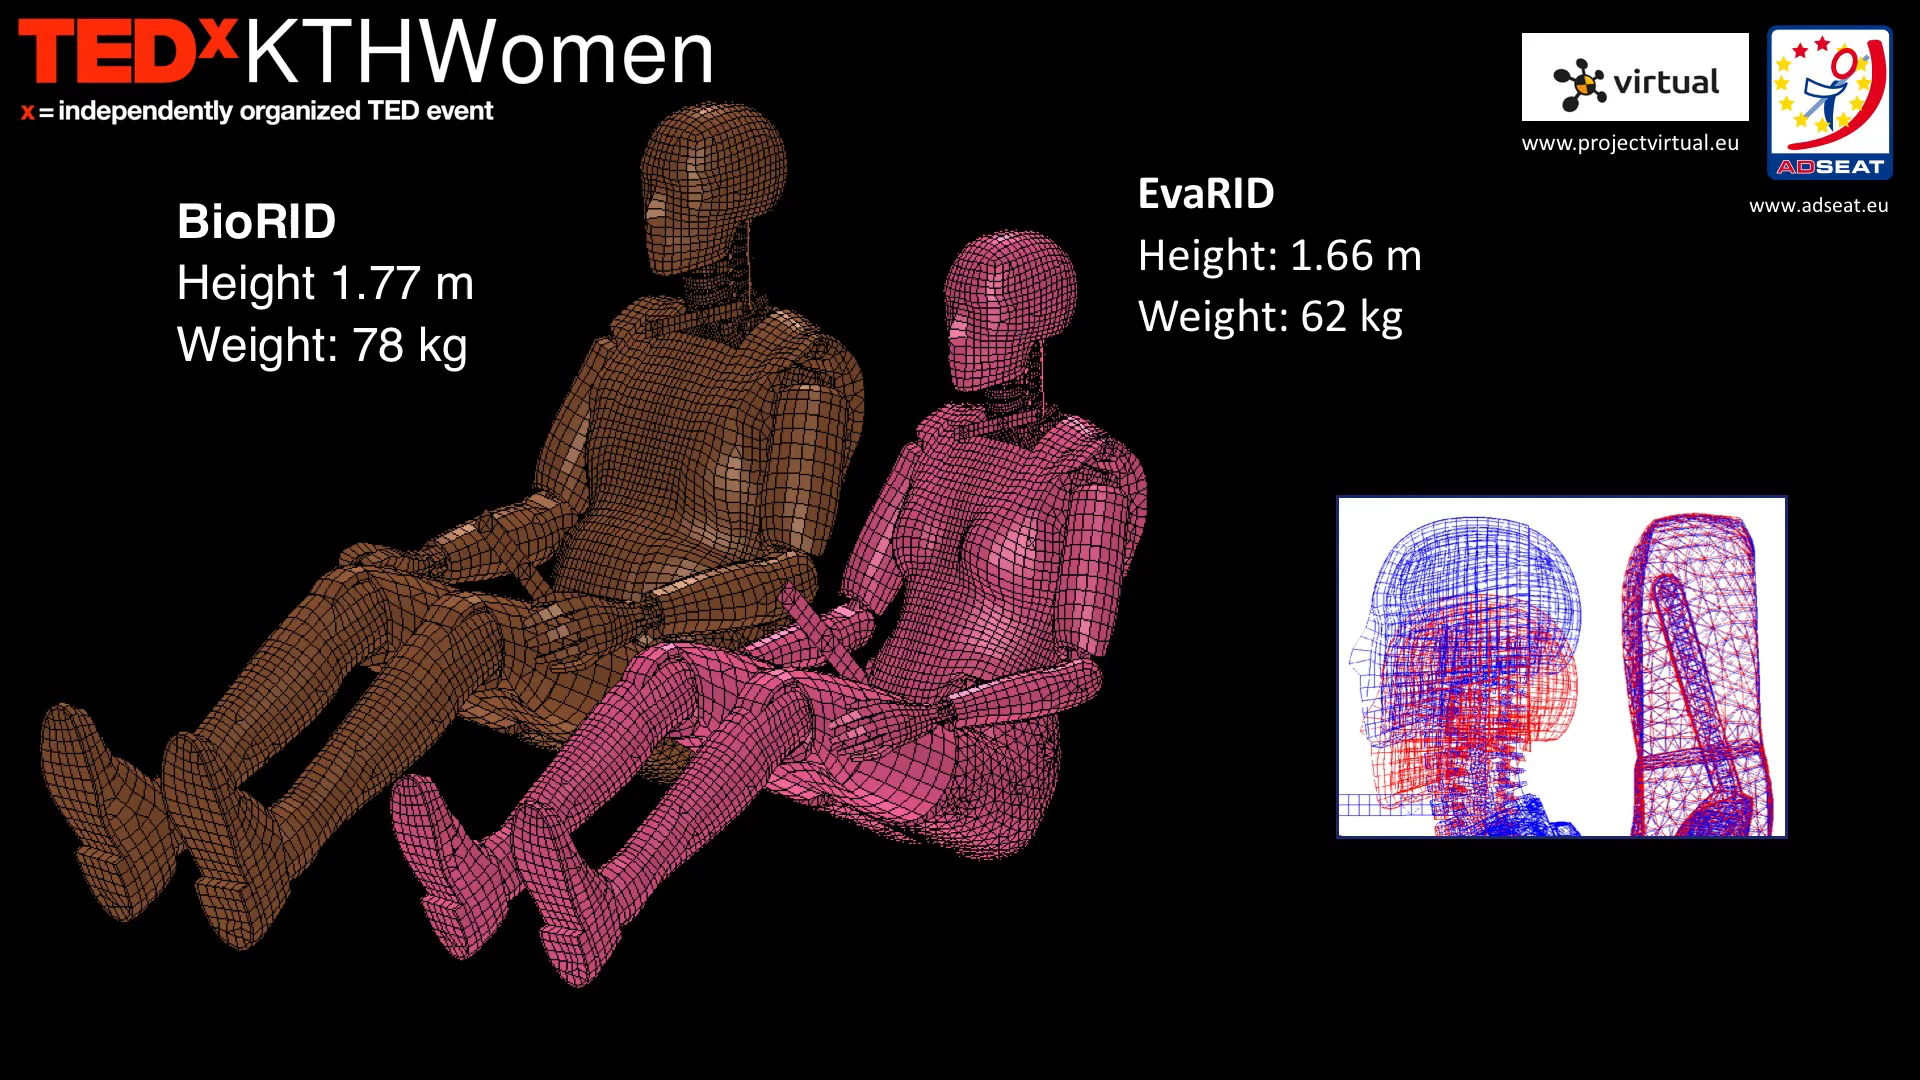 TEDxKTHWomen
x = independently organized TED event
BioRID
Height 1.77 m
Weight: 78 kg
EvaRID
Height: 1.66 m
Weight: 62 kg
virtual
www.projectvirtual.eu
ADSEAT
www.adseat.eu